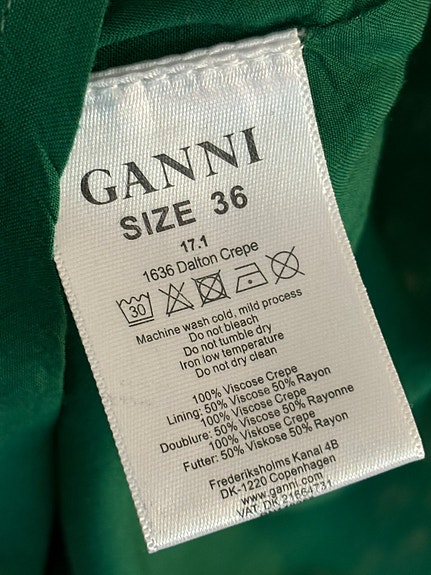 GANNI
SIZE 36
17.1
1636 Dalton Crepe
30
Machine wash cold, mild process
Do not bleach
Do not tumble dry
Iron low temperature
Do not dry clean
100% Viscose Crepe
Lining: 50% Viscose 50% Rayon
100% Viscose Crepe
Doublure: 50% Viscose 50% Rayonne
100% Viskose Crepe
Futter: 50% Viskose 50% Rayon
Frederiksholms Kanal 4B
DK-1220 Copenhagen
www.ganni.com
VAT: DK 21664731